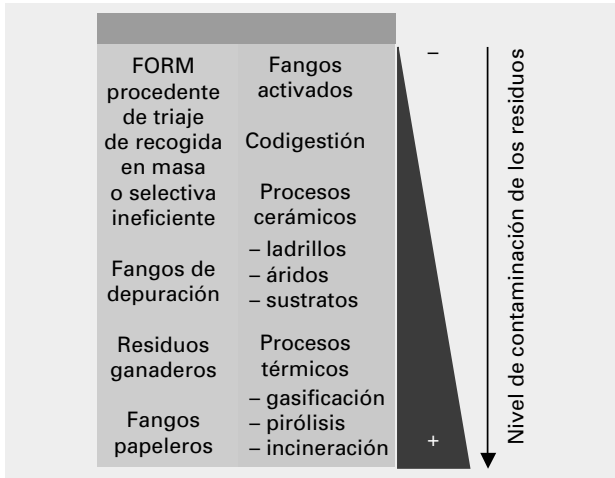 FORM
procedente
de triaje
de recogida
en masa
o selectiva
ineficiente
Fangos de
depuración
Residuos
ganaderos
Fangos
papeleros
Fangos
activados
Codigestión
Procesos
cerámicos
– ladrillos
– áridos
– sustratos
Procesos
térmicos
– gasificación
– pirólisis
– incineración
–
+
Nivel de contaminación de los residuos